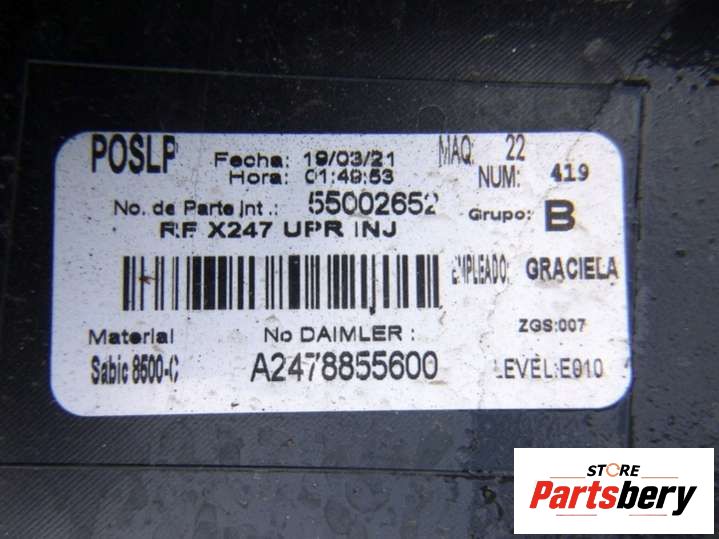 POSLP Fecha: 19/03/21 MAQ: 22
Hora: 01:49:53 NUM: 419
No. de Parte Int.: 55002652 Grupo: B
RF X247 UPR INJ
EMPLEADO: GRACIELA
Material No DAIMLER : ZGS:007
Sabic 8500-C A2478855600 LEVEL:E010
STORE
Partsbery